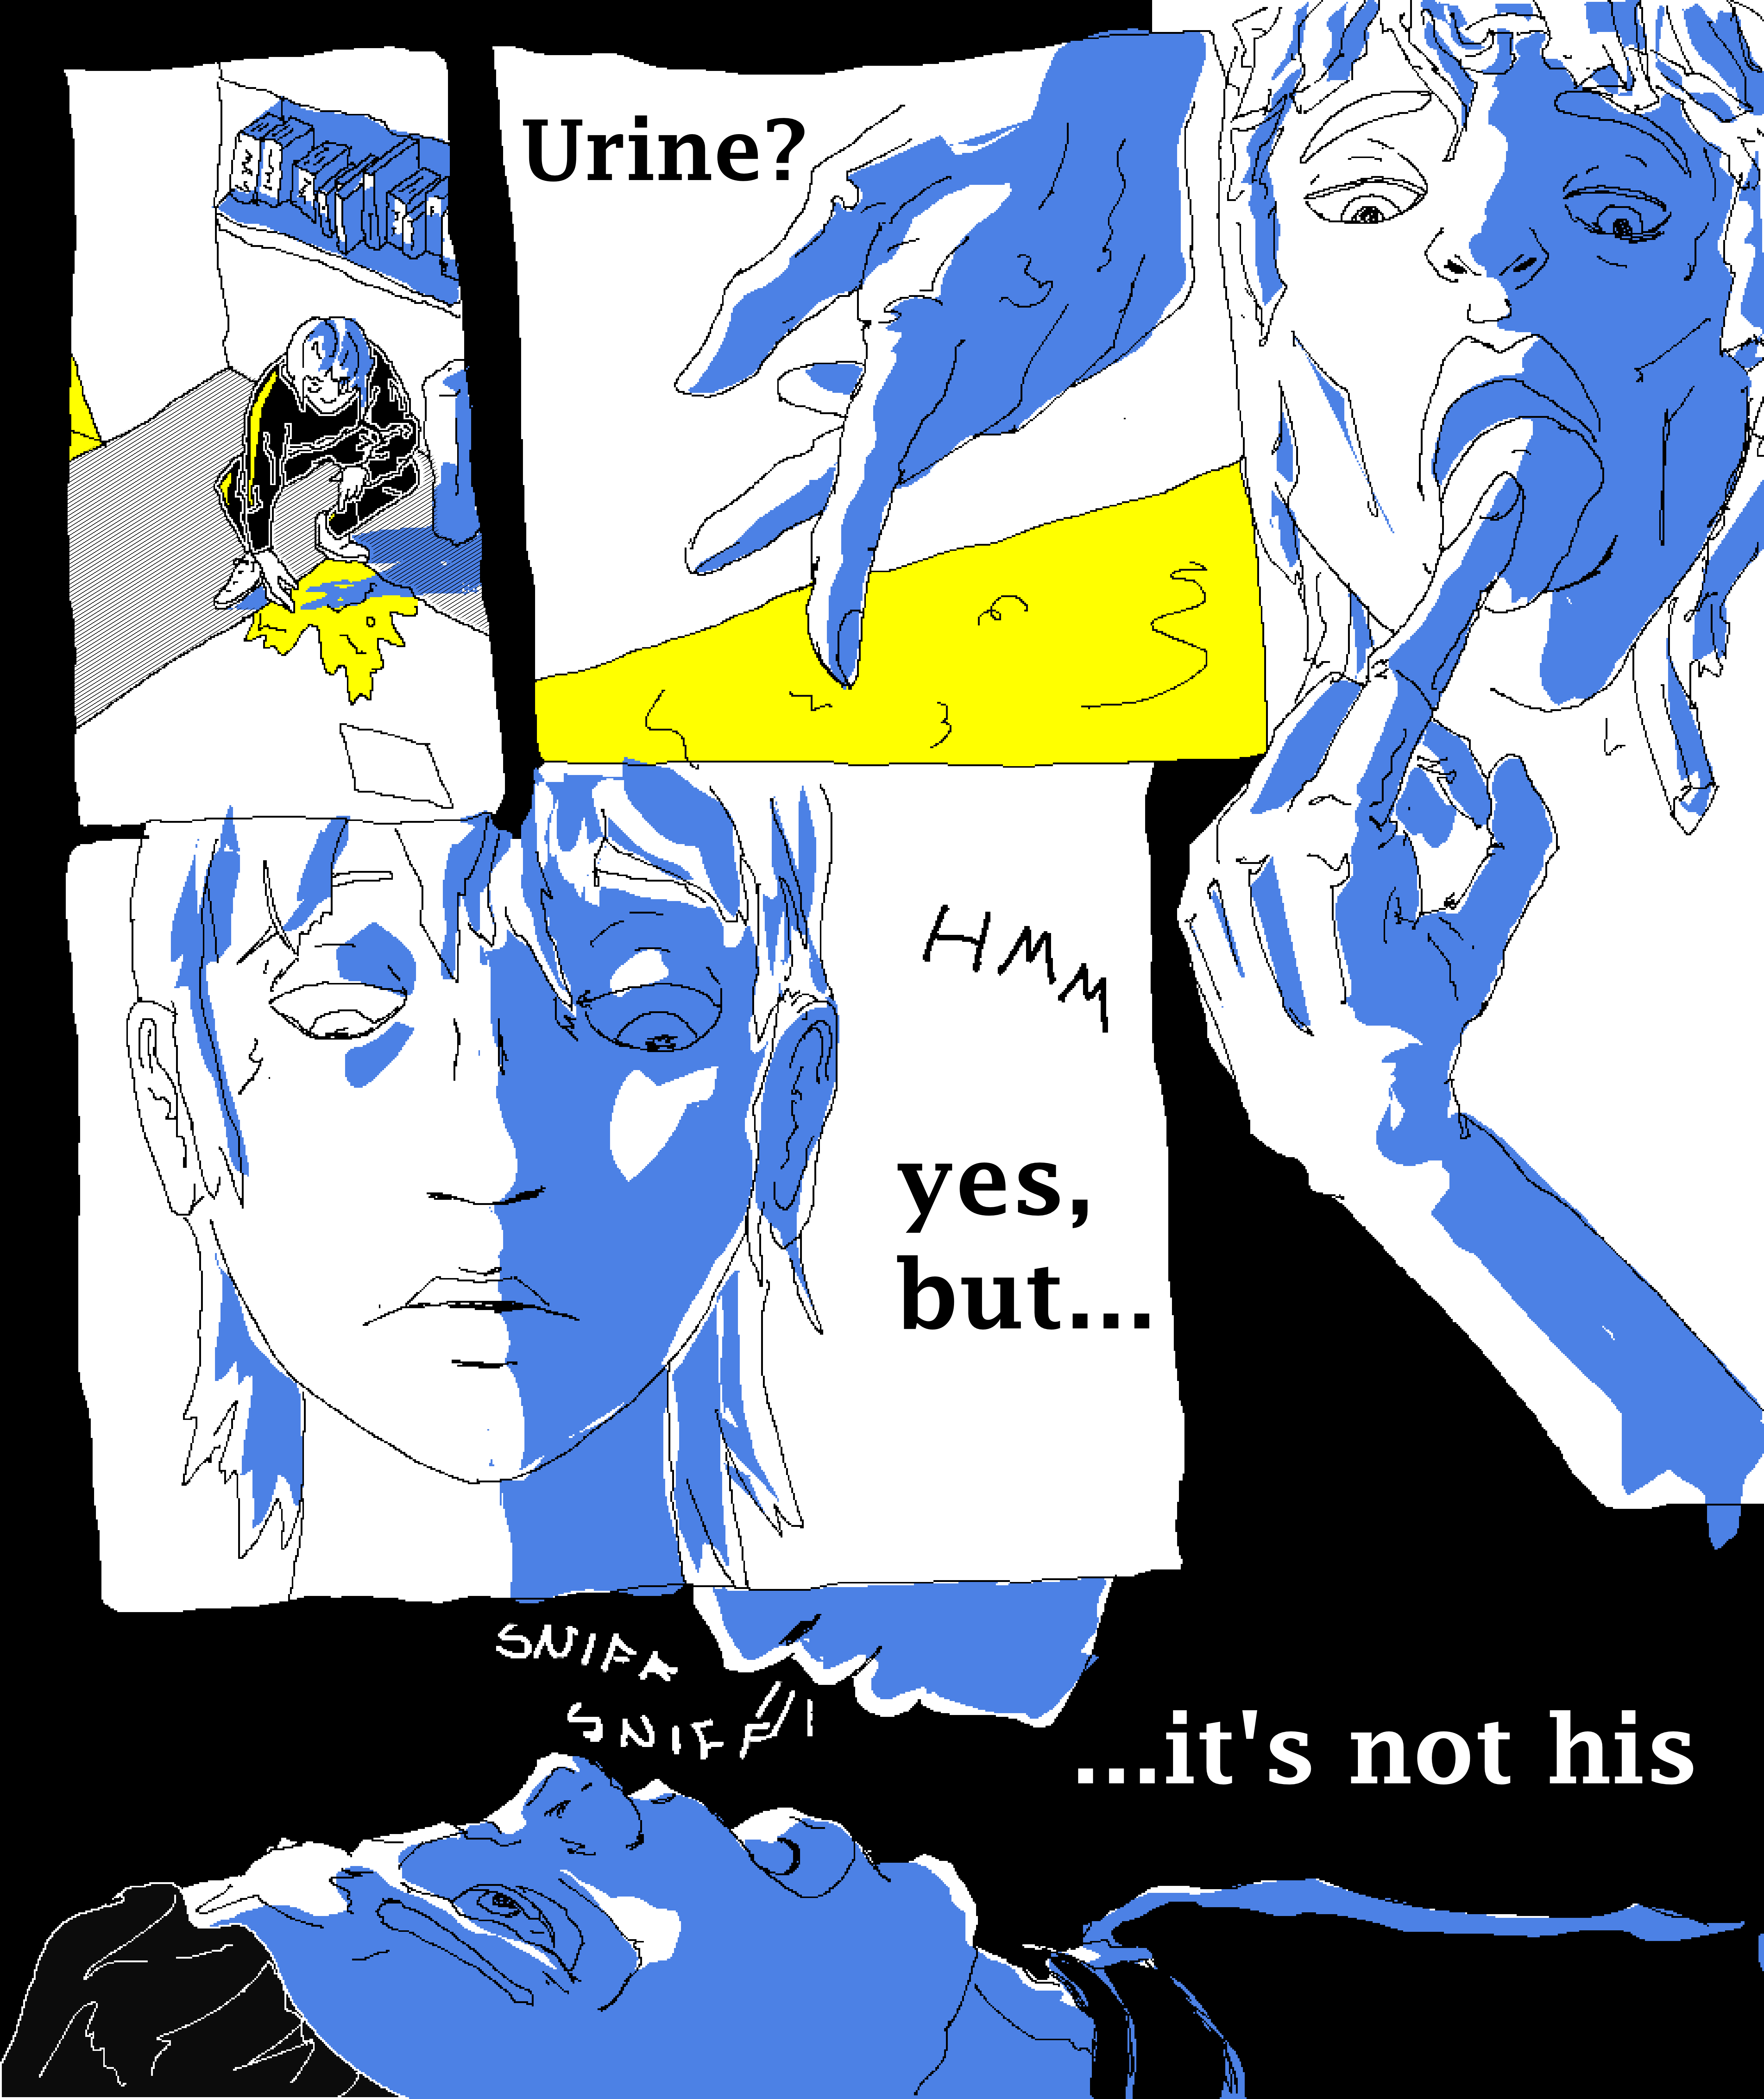 Urine?
HMM
yes,
but...
SNIFF
SNIFF
...it's not his